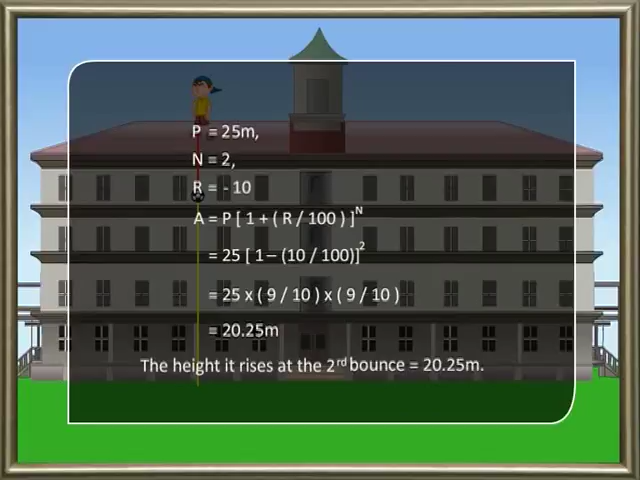 P = 25m,
N = 2,
R = - 10
A = P [ 1 + ( R / 100 ) ]ᴺ
= 25 [ 1 – (10 / 100)]²
= 25 x ( 9 / 10 ) x ( 9 / 10 )
= 20.25m
The height it rises at the 2ʳᵈ bounce = 20.25m.